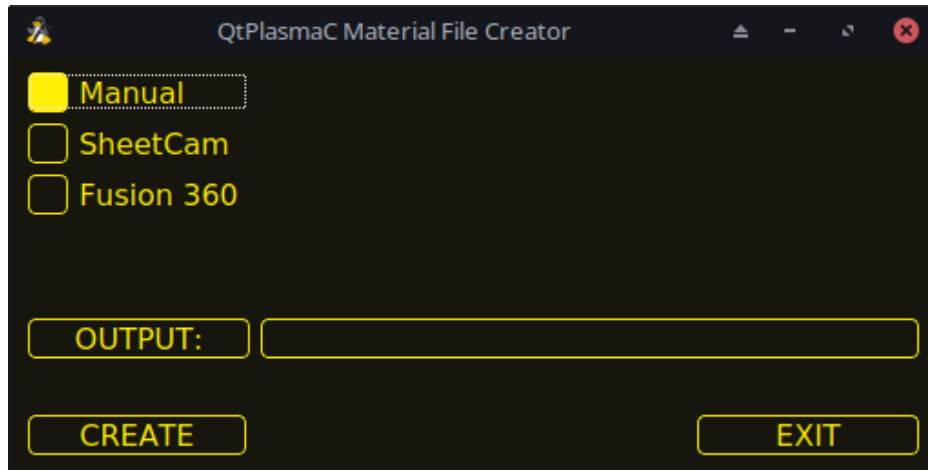 QtPlasmaC Material File Creator
Manual
SheetCam
Fusion 360
OUTPUT:
CREATE EXIT